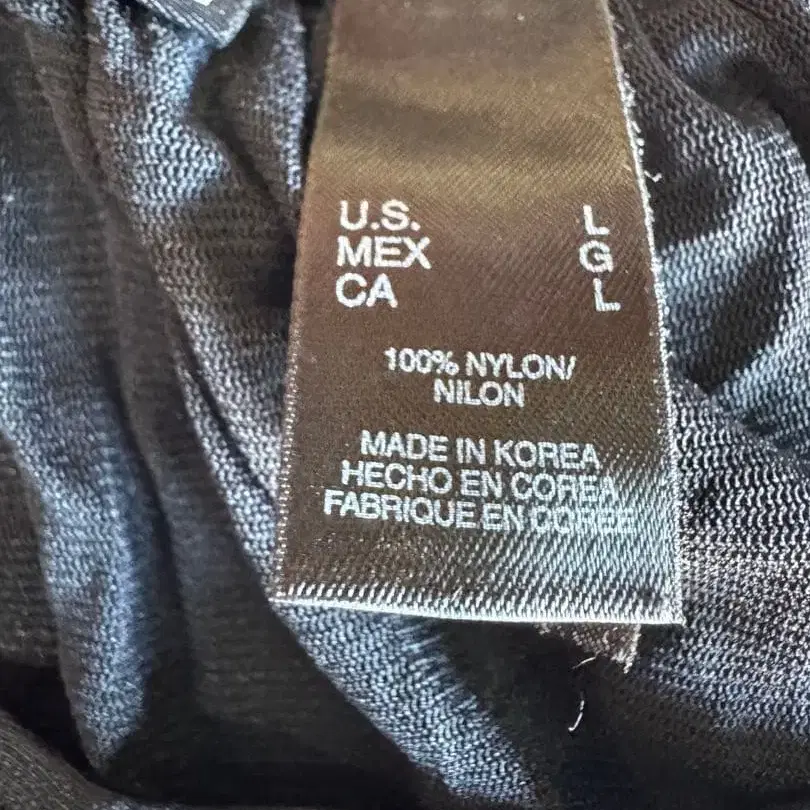 U.S. L
MEX G
CA L
100% NYLON/
NILON
MADE IN KOREA
HECHO EN COREA
FABRIQUE EN COREE